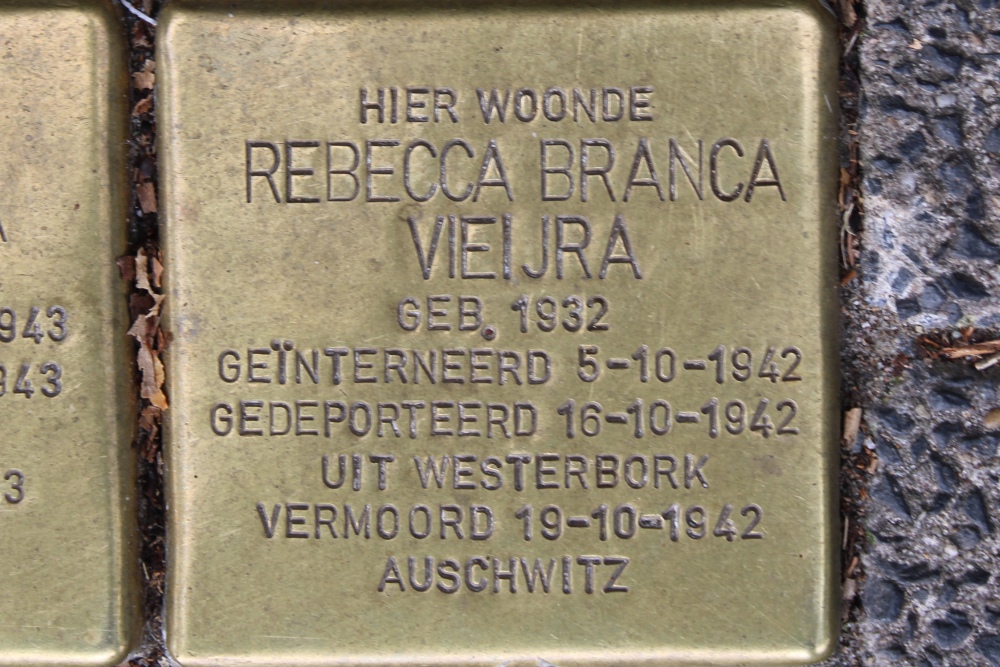 HIER WOONDE
REBECCA BRANCA
VIEIJRA
GEB. 1932
GEÏNTERNEERD 5-10-1942
GEDEPORTEERD 16-10-1942
UIT WESTERBORK
VERMOORD 19-10-1942
AUSCHWITZ